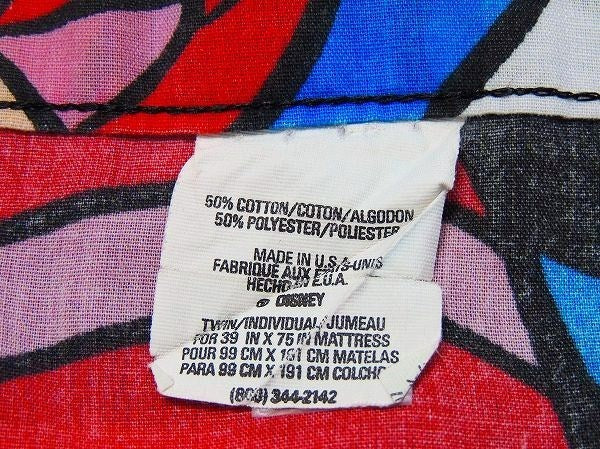 50% COTTON/COTON/ALGODON
50% POLYESTER/POLIESTER
MADE IN U.S.A.
FABRIQUE AUX É-UNIS
HECHO IN E.U.A.
© DISNEY
TWIN/INDIVIDUAL/JUMEAU
FOR 39 IN X 75 IN MATTRESS
POUR 99 CM X 191 CM MATELAS
PARA 99 CM X 191 CM COLCHO
(800) 344-2142